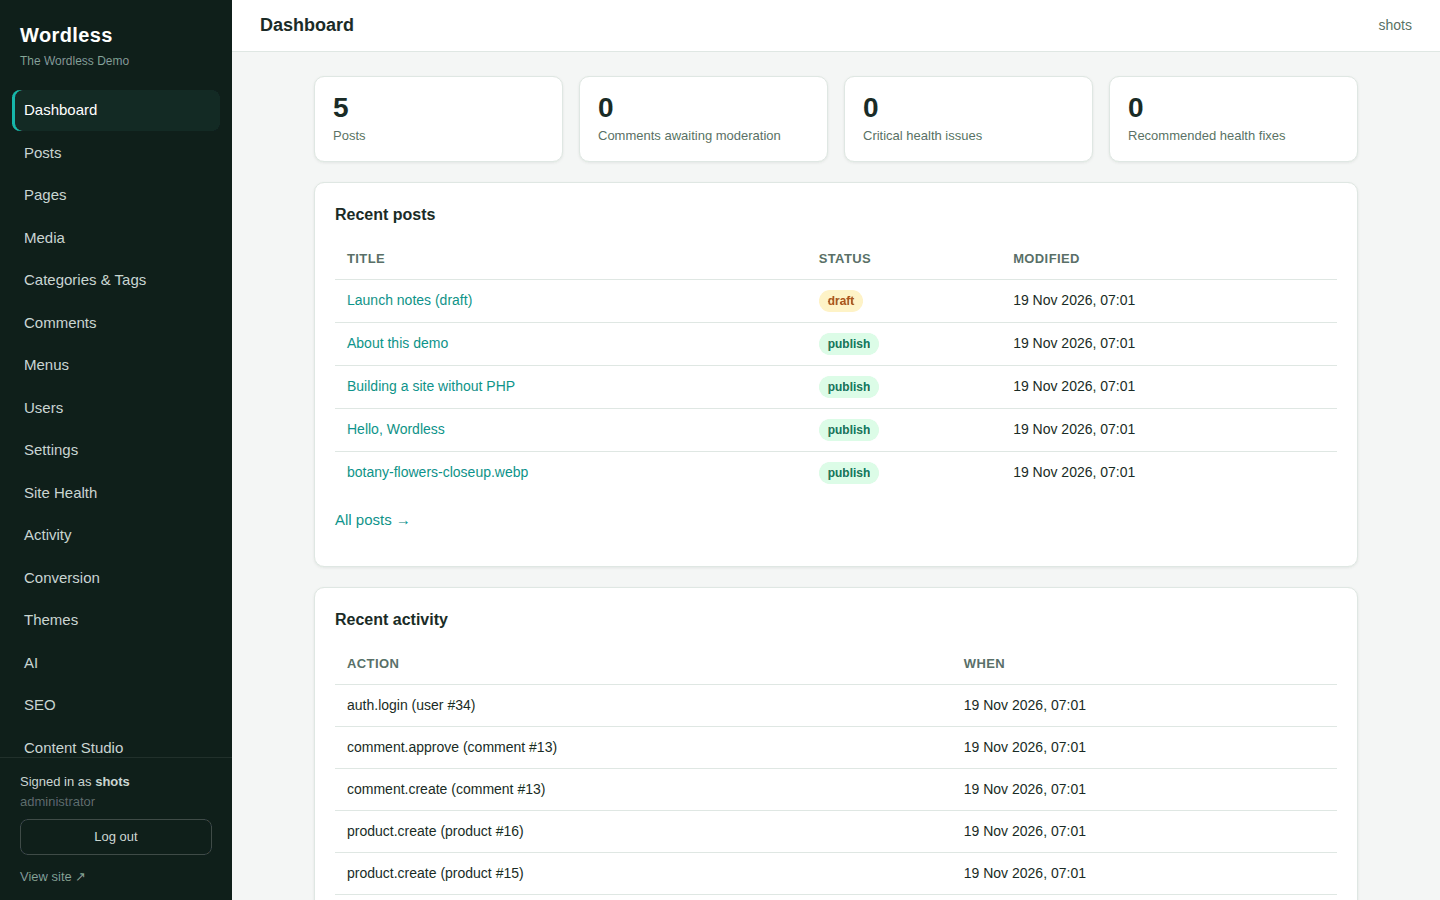 Wordless
The Wordless Demo
Dashboard
Posts
Pages
Media
Categories & Tags
Comments
Menus
Users
Settings
Site Health
Activity
Conversion
Themes
AI
SEO
Content Studio
Signed in as shots
administrator
Log out
View site ↗
Dashboard
shots
5
Posts
0
Comments awaiting moderation
0
Critical health issues
0
Recommended health fixes
Recent posts
TITLE STATUS MODIFIED
Launch notes (draft) draft 19 Nov 2026, 07:01
About this demo publish 19 Nov 2026, 07:01
Building a site without PHP publish 19 Nov 2026, 07:01
Hello, Wordless publish 19 Nov 2026, 07:01
botany-flowers-closeup.webp publish 19 Nov 2026, 07:01
All posts →
Recent activity
ACTION WHEN
auth.login (user #34) 19 Nov 2026, 07:01
comment.approve (comment #13) 19 Nov 2026, 07:01
comment.create (comment #13) 19 Nov 2026, 07:01
product.create (product #16) 19 Nov 2026, 07:01
product.create (product #15) 19 Nov 2026, 07:01